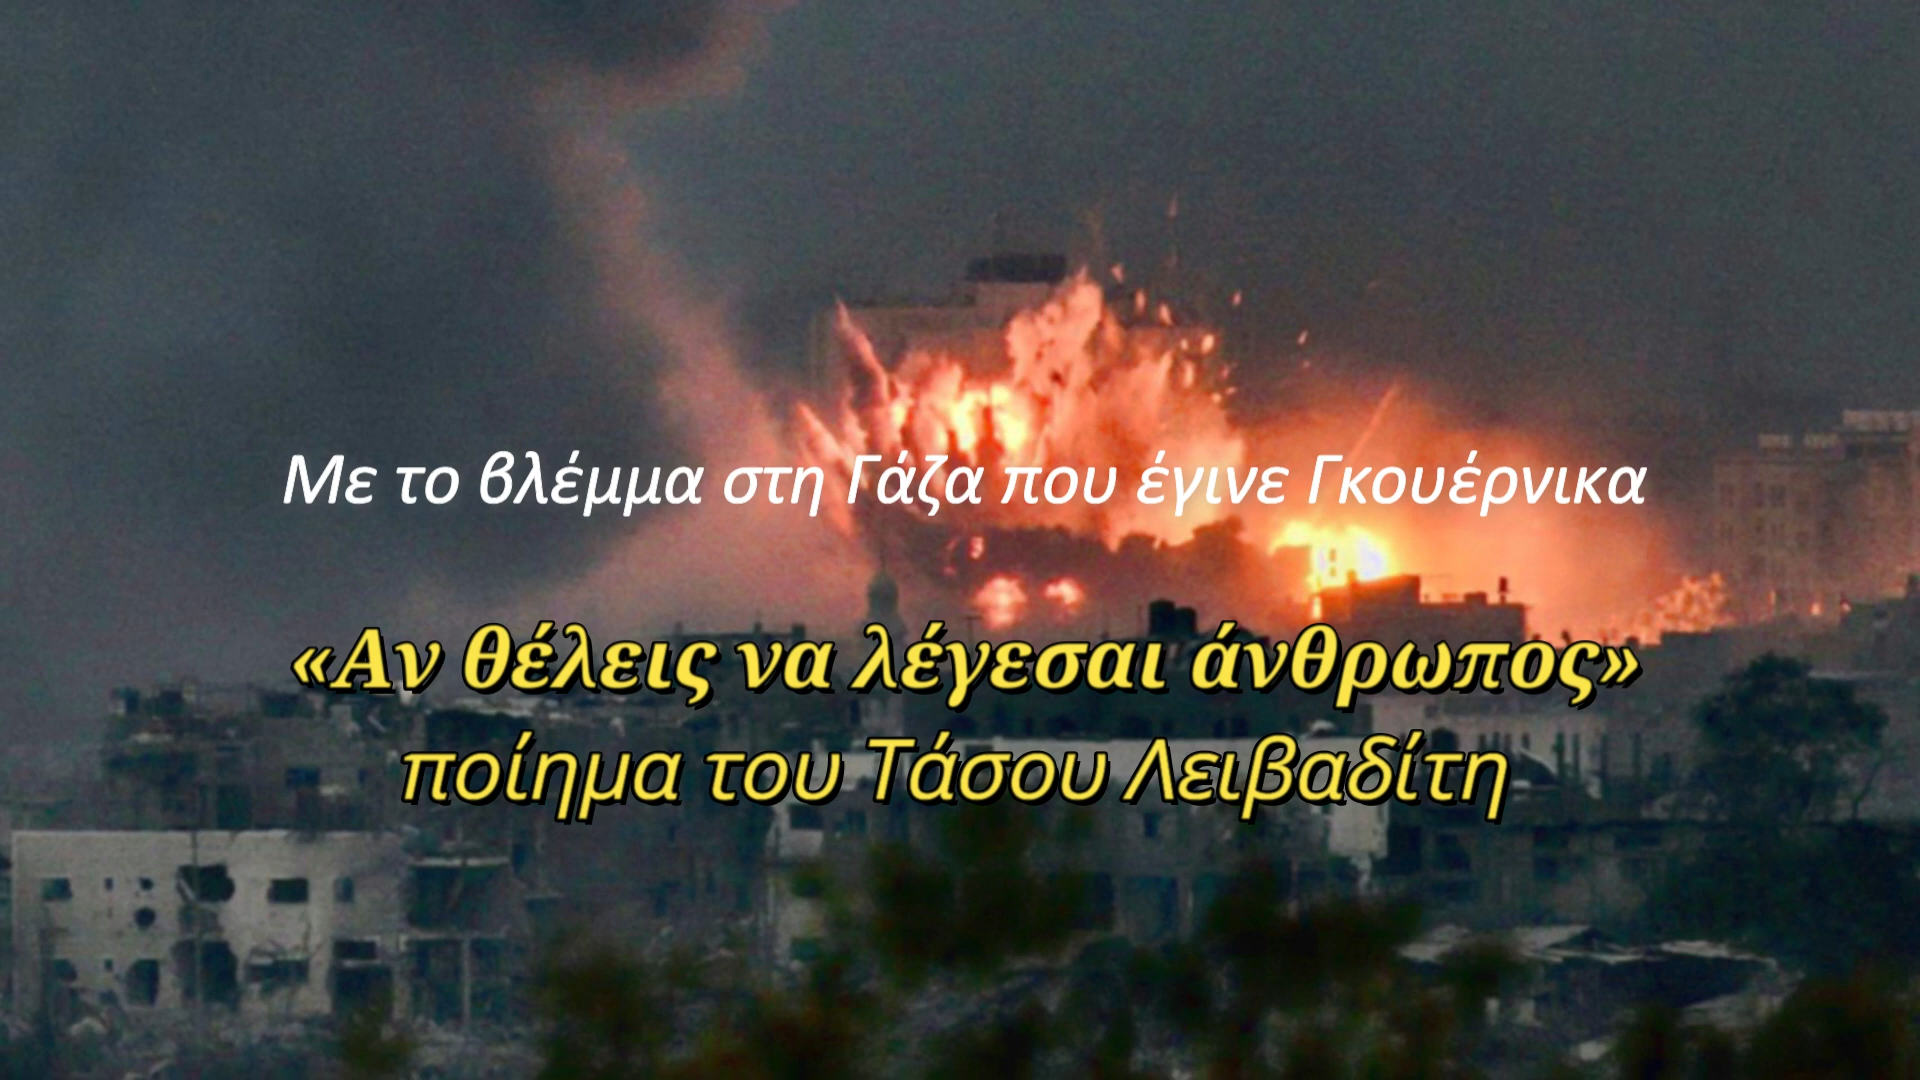 Με το βλέμμα στη Γάζα που έγινε Γκουέρνικα
«Αν θέλεις να λέγεσαι άνθρωπος»
ποίημα του Τάσου Λειβαδίτη